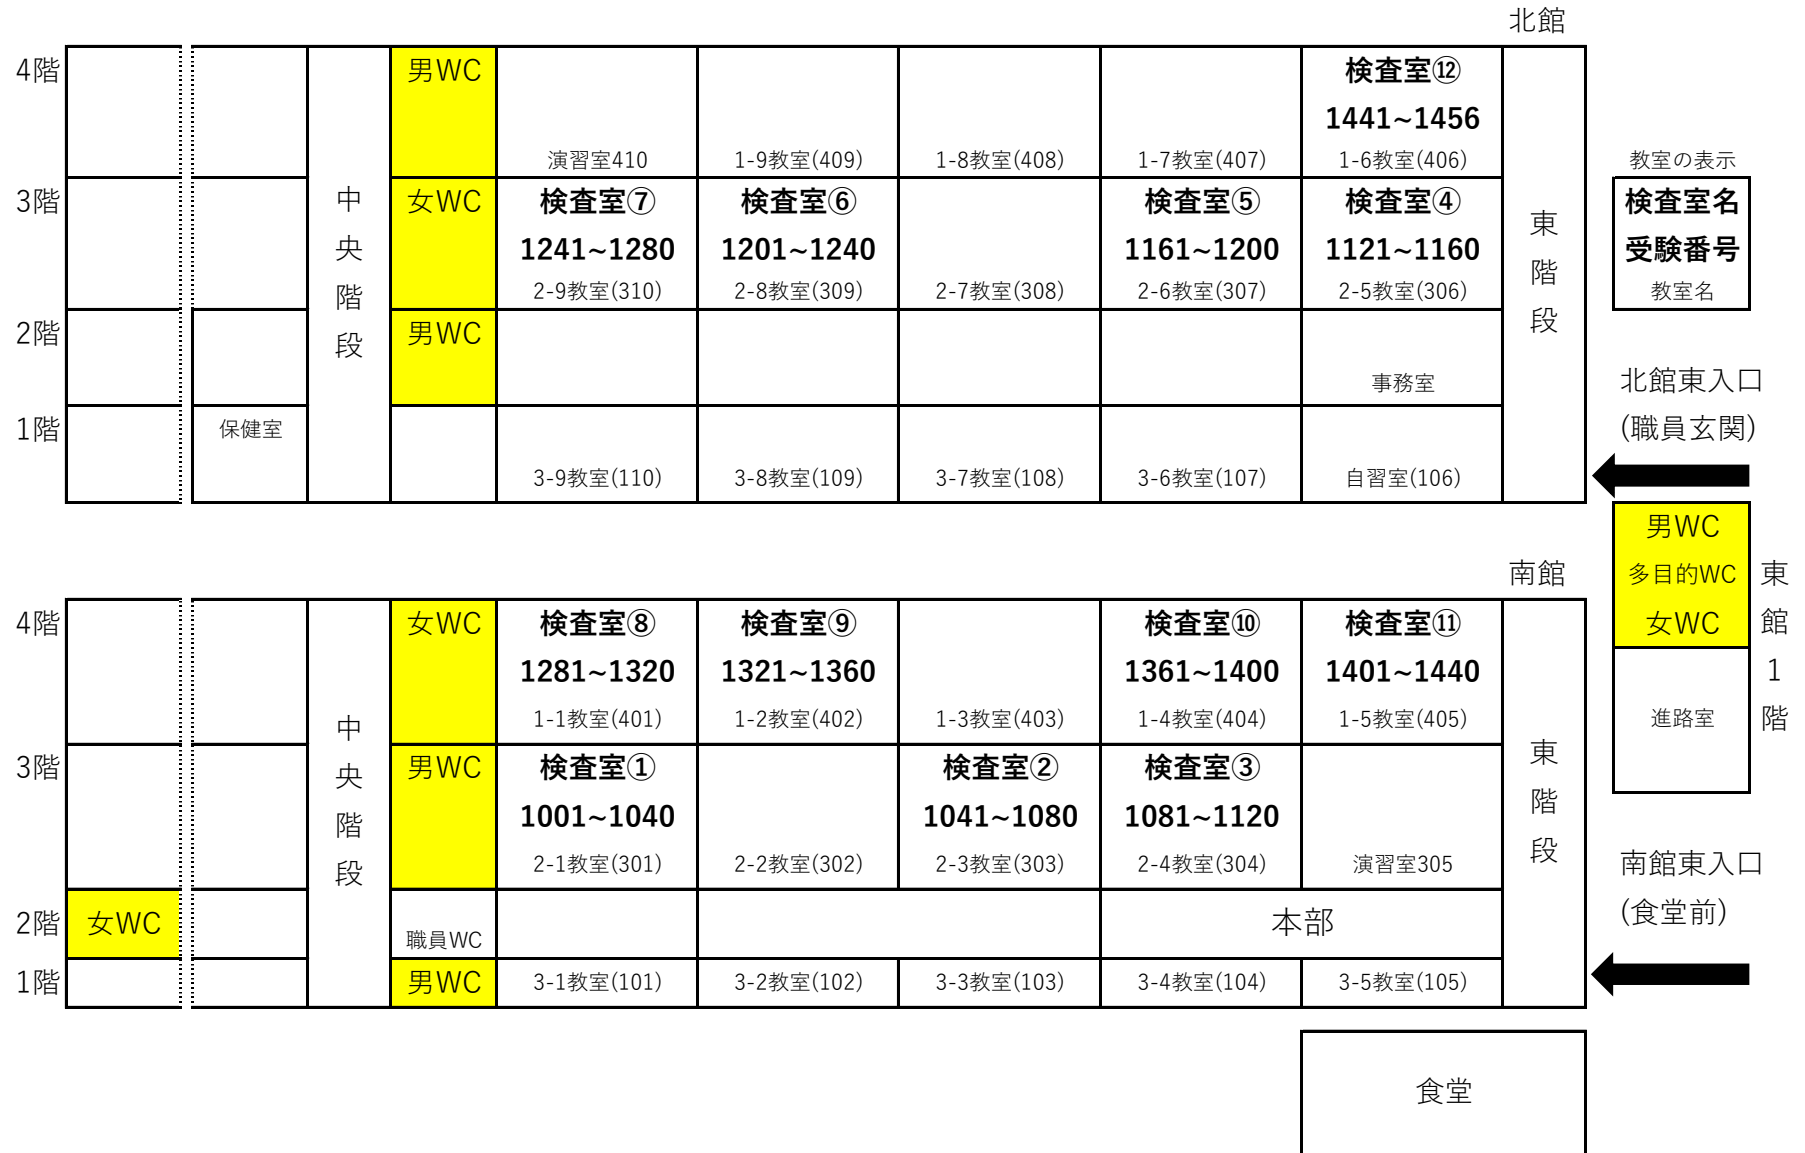 北館
4階
男WC
検査室⑫
1441~1456
演習室410
1-9教室(409)
1-8教室(408)
1-7教室(407)
1-6教室(406)
教室の表示
検査室名
受験番号
教室名
3階
中央階段
女WC
検査室⑦
1241~1280
2-9教室(310)
検査室⑥
1201~1240
2-8教室(309)
2-7教室(308)
検査室⑤
1161~1200
2-6教室(307)
検査室④
1121~1160
2-5教室(306)
東階段
2階
男WC
事務室
北館東入口
(職員玄関)
1階
保健室
3-9教室(110)
3-8教室(109)
3-7教室(108)
3-6教室(107)
自習室(106)
男WC
多目的WC
女WC
進路室
東館1階
南館
4階
女WC
検査室⑧
1281~1320
1-1教室(401)
検査室⑨
1321~1360
1-2教室(402)
1-3教室(403)
検査室⑩
1361~1400
1-4教室(404)
検査室⑪
1401~1440
1-5教室(405)
3階
中央階段
男WC
検査室①
1001~1040
2-1教室(301)
2-2教室(302)
検査室②
1041~1080
2-3教室(303)
検査室③
1081~1120
2-4教室(304)
演習室305
東階段
南館東入口
(食堂前)
2階
女WC
職員WC
本部
1階
男WC
3-1教室(101)
3-2教室(102)
3-3教室(103)
3-4教室(104)
3-5教室(105)
食堂